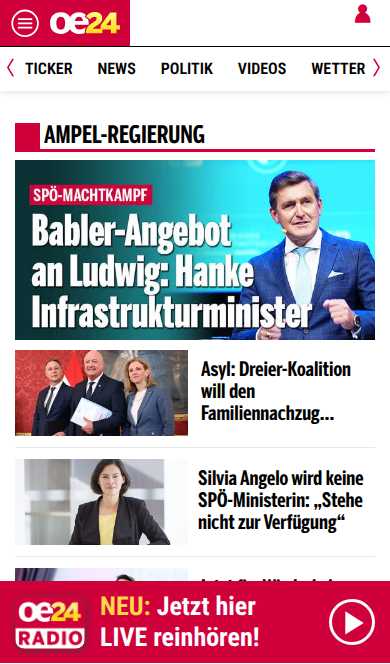 oe24
TICKER NEWS POLITIK VIDEOS WETTER
AMPEL-REGIERUNG
SPÖ-MACHTKAMPF
Babler-Angebot
an Ludwig: Hanke
Infrastrukturminister
Asyl: Dreier-Koalition
will den
Familiennachzug...
Silvia Angelo wird keine
SPÖ-Ministerin: „Stehe
nicht zur Verfügung“
oe24
RADIO
NEU: Jetzt hier
LIVE reinhören!